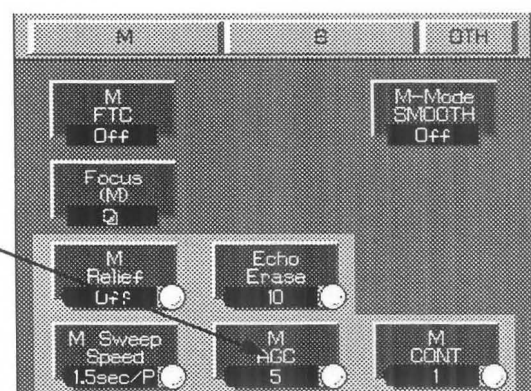 M B OTH
M
FTC
Off
M-Mode
SMOOTH
Off
Focus
(M)
M
Relief
Off
Echo
Erase
10
M Sweep
Speed
1.5sec/P
M
AGC
5
M
CONT
1